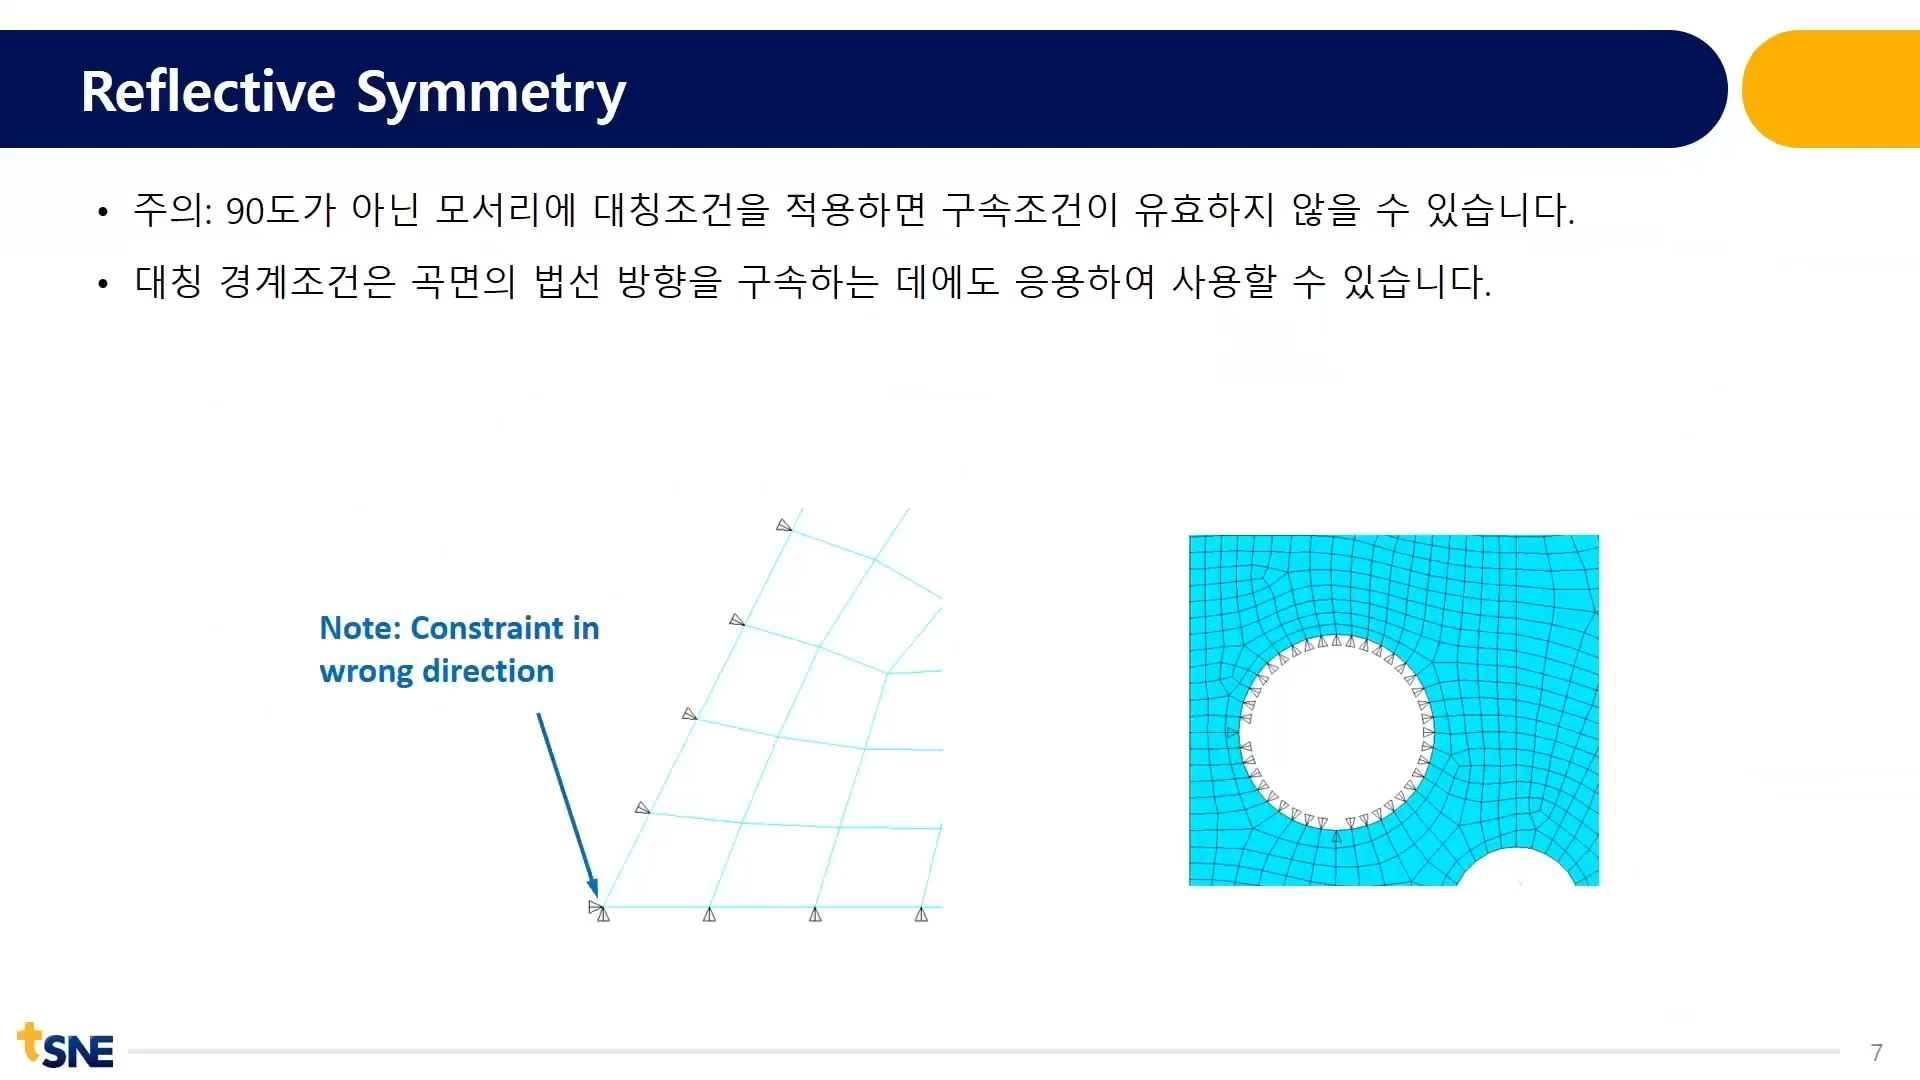 Reflective Symmetry
• 주의: 90도가 아닌 모서리에 대칭조건을 적용하면 구속조건이 유효하지 않을 수 있습니다.
• 대칭 경계조건은 곡면의 법선 방향을 구속하는 데에도 응용하여 사용할 수 있습니다.
Note: Constraint in
wrong direction
Y
tSNE
7